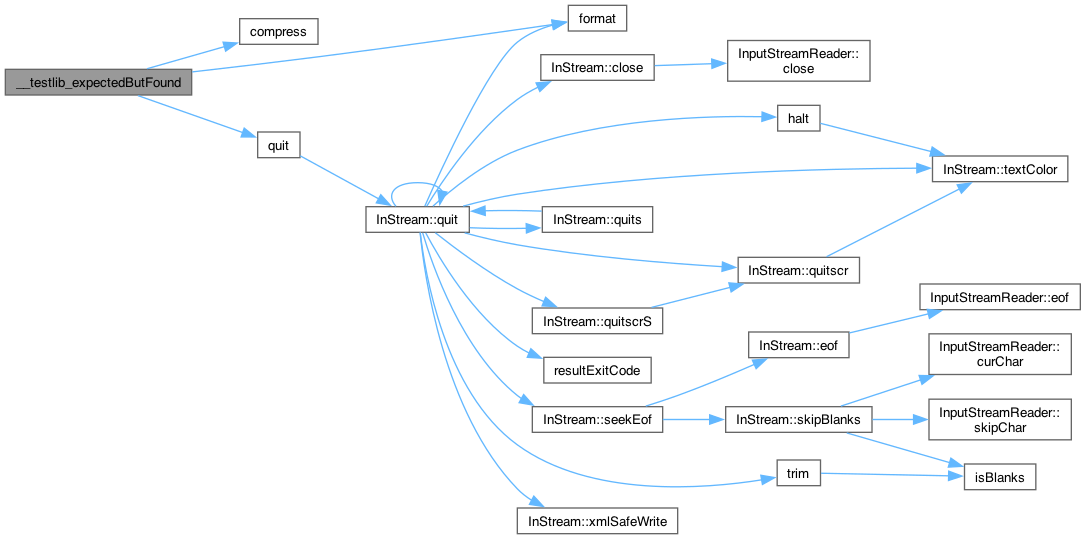 __testlib_expectedButFound
compress
quit
InStream::quit
format
InStream::close
InStream::quits
InStream::quitscrS
resultExitCode
InStream::seekEof
InStream::xmlSafeWrite
InputStreamReader::
close
halt
InStream::quitscr
InStream::eof
InStream::skipBlanks
trim
InStream::textColor
InputStreamReader::eof
InputStreamReader::
curChar
InputStreamReader::
skipChar
isBlanks